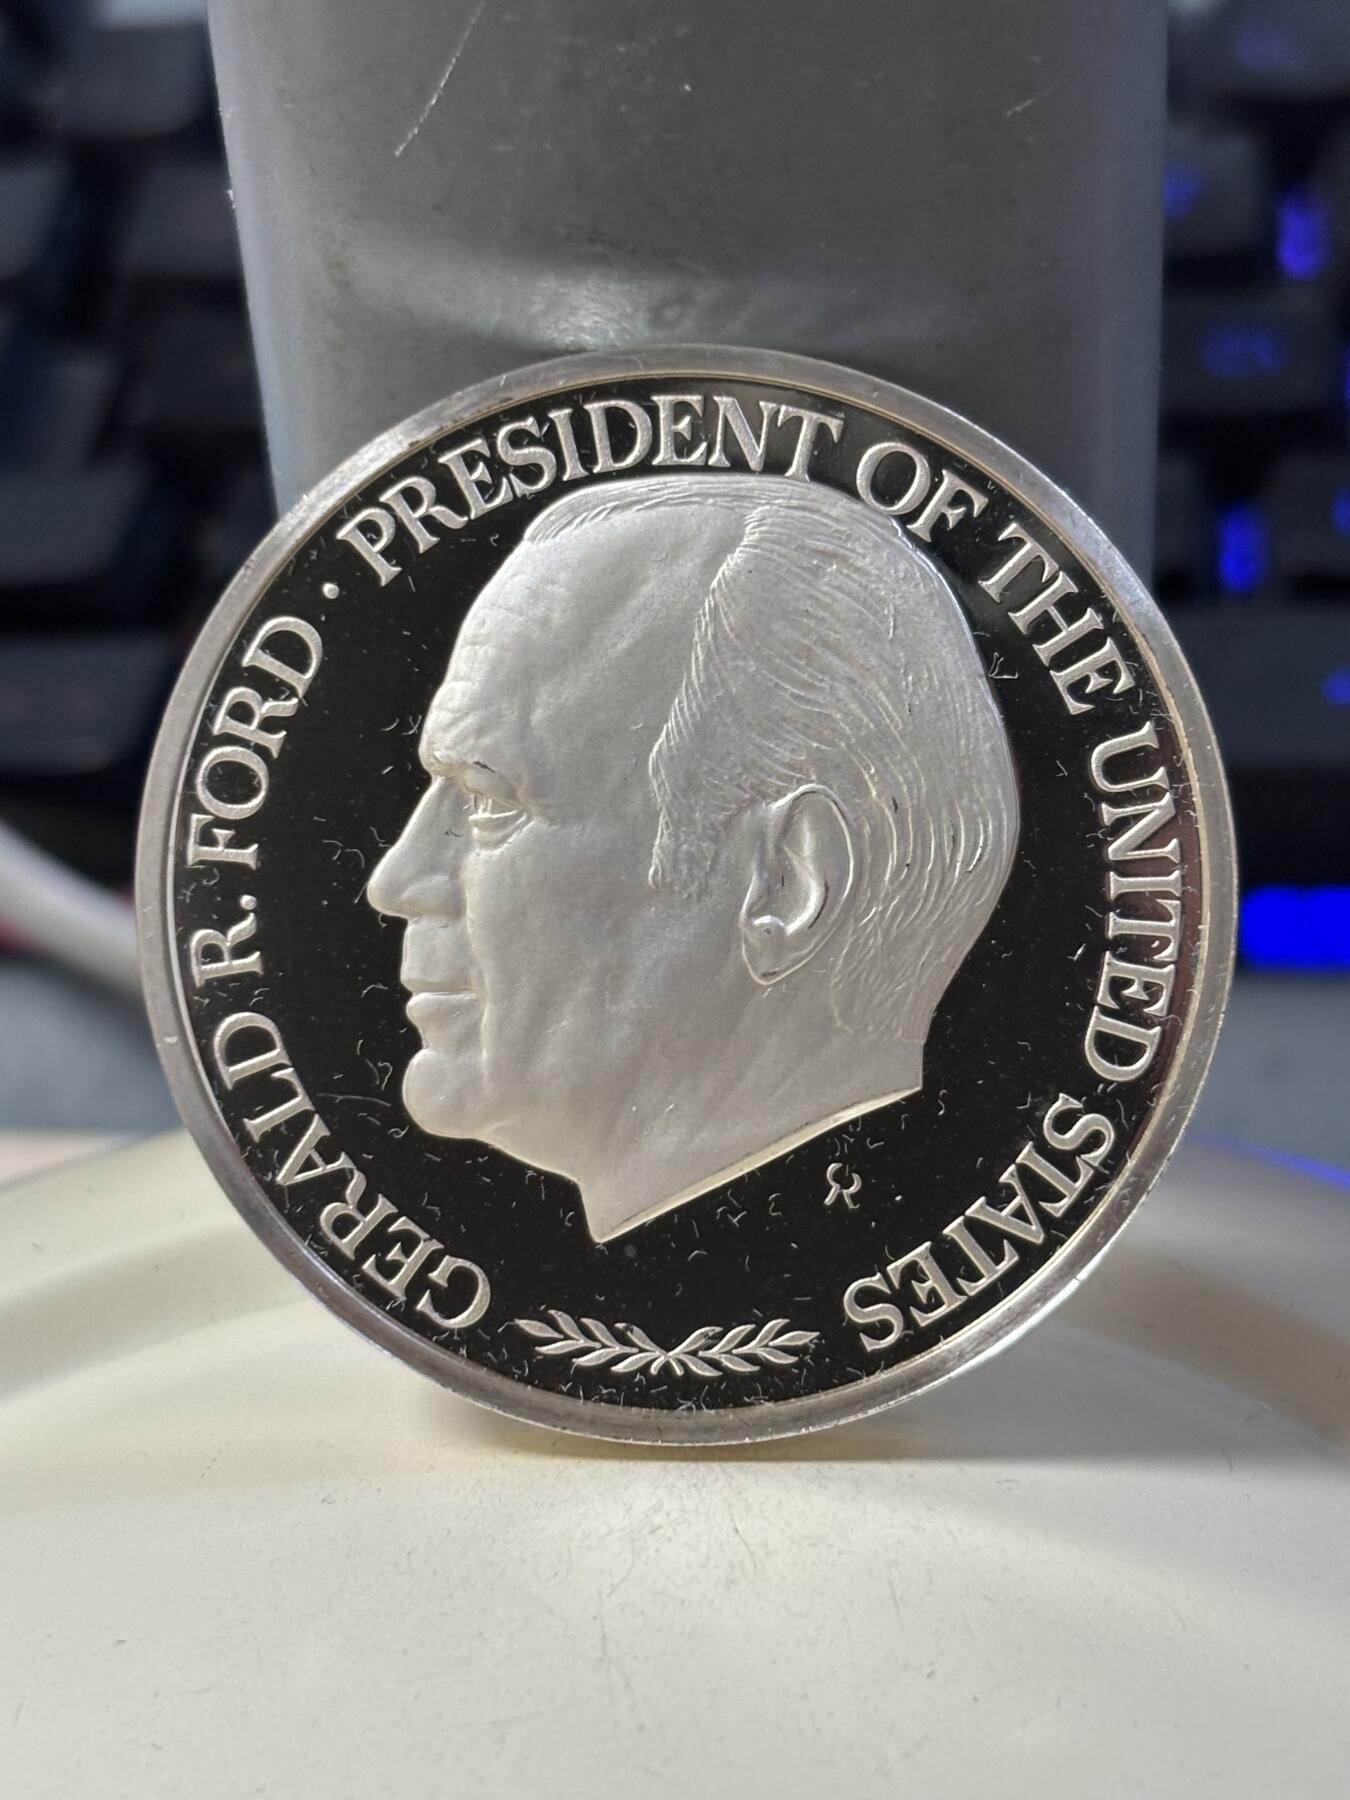 GERALD R. FORD · PRESIDENT OF THE UNITED STATES